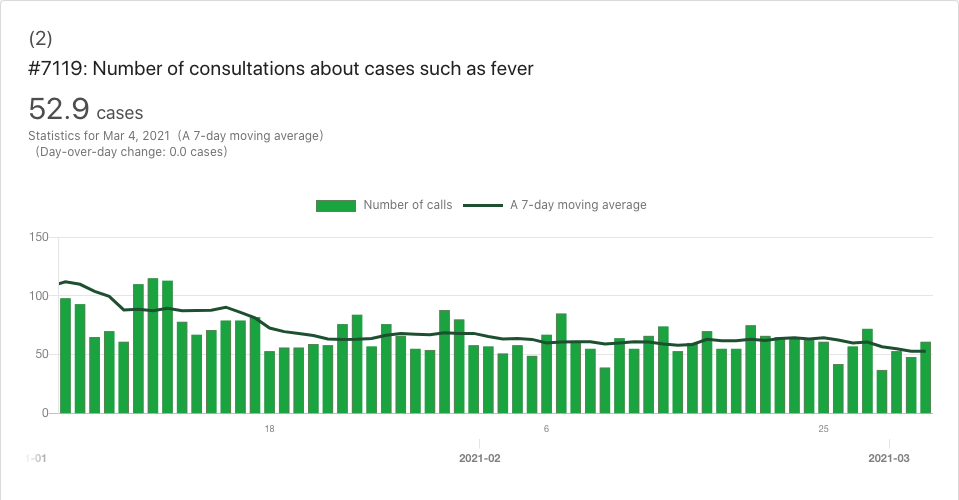 (2)
#7119: Number of consultations about cases such as fever
52.9 cases
Statistics for Mar 4, 2021 (A 7-day moving average)
(Day-over-day change: 0.0 cases)
Number of calls A 7-day moving average
150
100
50
0
18 6 25
-01 2021-02 2021-03